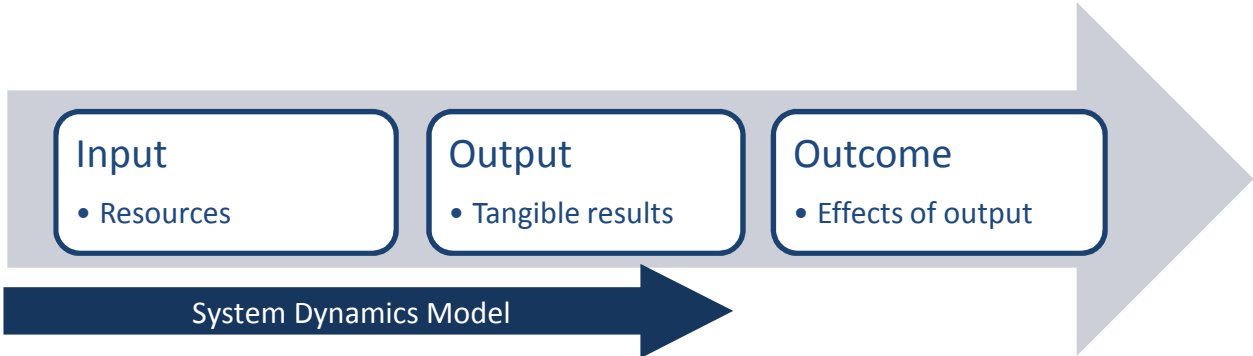 Input
• Resources
Output
• Tangible results
Outcome
• Effects of output
System Dynamics Model